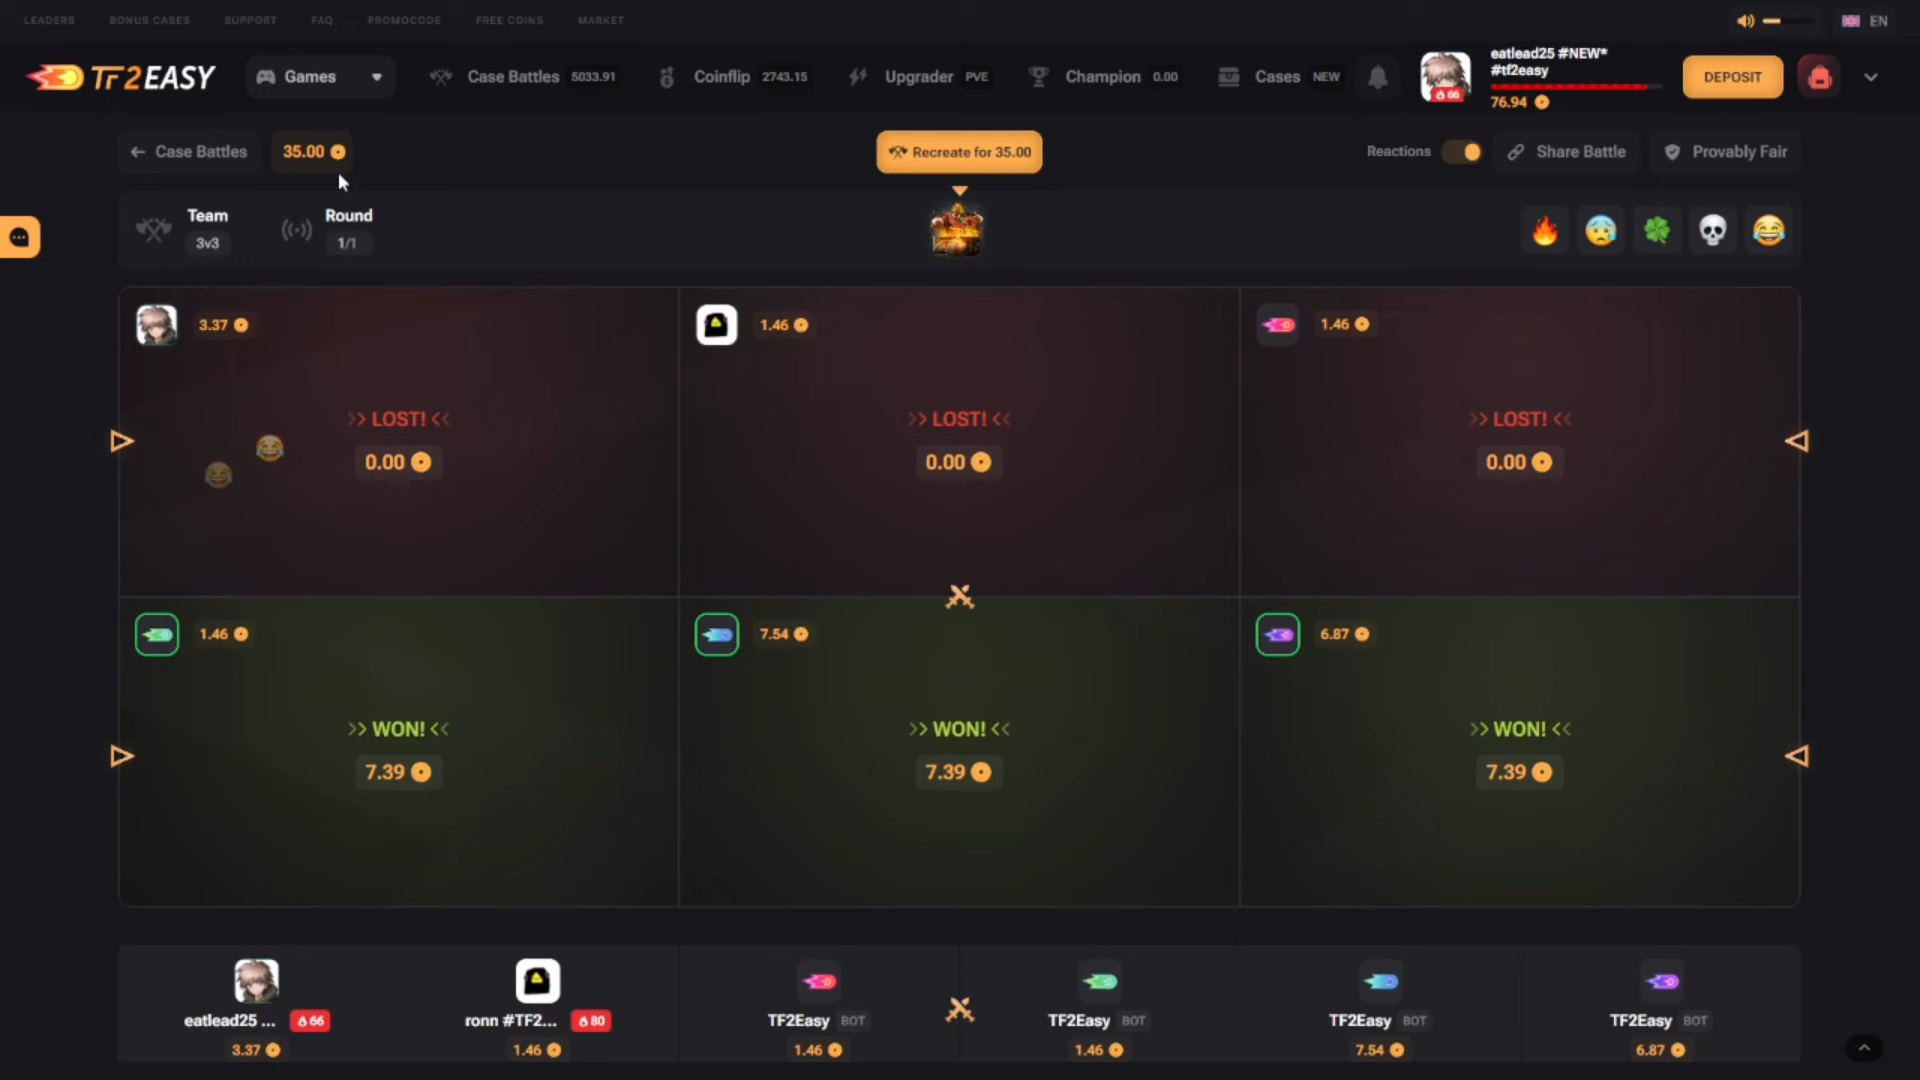 LEADERS BONUS CASES SUPPORT FAQ PROMOCODE FREE COINS MARKET EN
TF2EASY Games Case Battles 5033.91 Coinflip 2743.15 Upgrader PVE Champion 0.00 Cases NEW
eatlead25 #NEW*
#tf2easy
66
76.94
DEPOSIT
Case Battles 35.00 Recreate for 35.00 Reactions Share Battle Provably Fair
Team Round
3v3 1/1
3.37 1.46 1.46
>> LOST! << >> LOST! << >> LOST! <<
0.00 0.00 0.00
1.46 7.54 6.87
>> WON! << >> WON! << >> WON! <<
7.39 7.39 7.39
eatlead25 ... 66 ronn #TF2... 80 TF2Easy BOT TF2Easy BOT TF2Easy BOT TF2Easy BOT
3.37 1.46 1.46 1.46 7.54 6.87